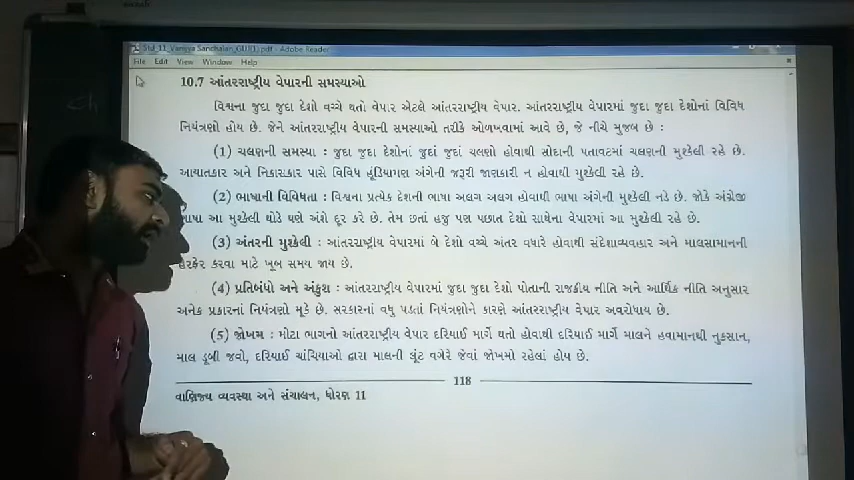 Std_11_Vanijya Sanchalan_GUJ[1].pdf - Adobe Reader
File Edit View Window Help
10.7 આંતરરાષ્ટ્રીય વેપારની સમસ્યાઓ
વિશ્વના જુદા જુદા દેશો વચ્ચે થતો વેપાર એટલે આંતરરાષ્ટ્રીય વેપાર. આંતરરાષ્ટ્રીય વેપારમાં જુદા જુદા દેશોનાં વિવિધ
નિયંત્રણો હોય છે. જેને આંતરરાષ્ટ્રીય વેપારની સમસ્યાઓ તરીકે ઓળખવામાં આવે છે, જે નીચે મુજબ છે :
(1) ચલણની સમસ્યા : જુદા જુદા દેશોનાં જુદાં જુદાં ચલણો હોવાથી સોદાની પતાવટમાં ચલણની મુશ્કેલી રહે છે.
આયાતકાર અને નિકાસકાર પાસે વિવિધ હૂંડિયામણ અંગેની જરૂરી જાણકારી ન હોવાથી મુશ્કેલી રહે છે.
(2) ભાષાની વિવિધતા : વિશ્વના પ્રત્યેક દેશની ભાષા અલગ અલગ હોવાથી ભાષા અંગેની મુશ્કેલી નડે છે. જોકે અંગ્રેજી
ભાષા આ મુશ્કેલી થોડે ઘણે અંશે દૂર કરે છે. તેમ છતાં હજુ પણ પછાત દેશો સાથેના વેપારમાં આ મુશ્કેલી રહે છે.
(3) અંતરની મુશ્કેલી : આંતરરાષ્ટ્રીય વેપારમાં બે દેશો વચ્ચે અંતર વધારે હોવાથી સંદેશાવ્યવહાર અને માલસામાનની
હેરફેર કરવા માટે ખૂબ સમય જાય છે.
(4) પ્રતિબંધો અને અંકુશ : આંતરરાષ્ટ્રીય વેપારમાં જુદા જુદા દેશો પોતાની રાજકીય નીતિ અને આર્થિક નીતિ અનુસાર
અનેક પ્રકારનાં નિયંત્રણો મૂકે છે. સરકારનાં વધુ પડતાં નિયંત્રણોને કારણે આંતરરાષ્ટ્રીય વેપાર અવરોધાય છે.
(5) જોખમ : મોટા ભાગનો આંતરરાષ્ટ્રીય વેપાર દરિયાઈ માર્ગે થતો હોવાથી દરિયાઈ માર્ગે માલને હવામાનથી નુકસાન,
માલ ડૂબી જવો, દરિયાઈ ચાંચિયાઓ દ્વારા માલની લૂંટ વગેરે જેવાં જોખમો રહેલાં હોય છે.
118
વાણિજ્ય વ્યવસ્થા અને સંચાલન, ધોરણ 11